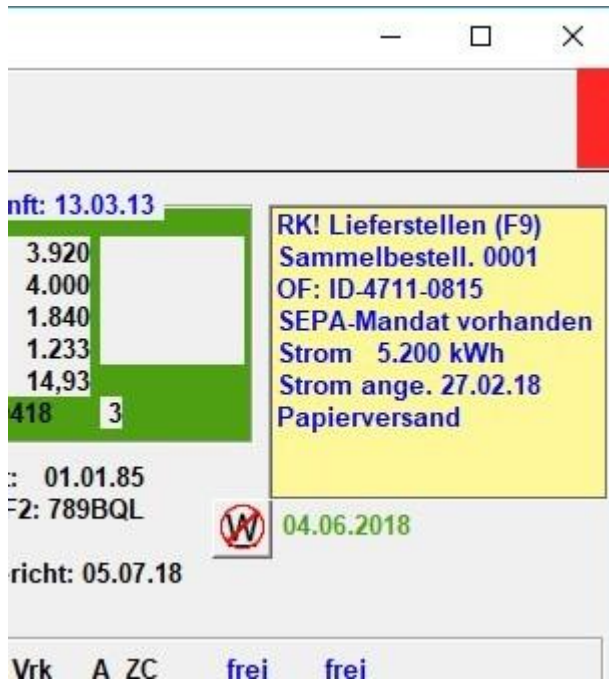 nft: 13.03.13
3.920
4.000
1.840
1.233
14,93
418 3
RK! Lieferstellen (F9)
Sammelbestell. 0001
OF: ID-4711-0815
SEPA-Mandat vorhanden
Strom 5.200 kWh
Strom ange. 27.02.18
Papierversand
: 01.01.85
F2: 789BQL
W 04.06.2018
richt: 05.07.18
Vrk A ZC frei frei